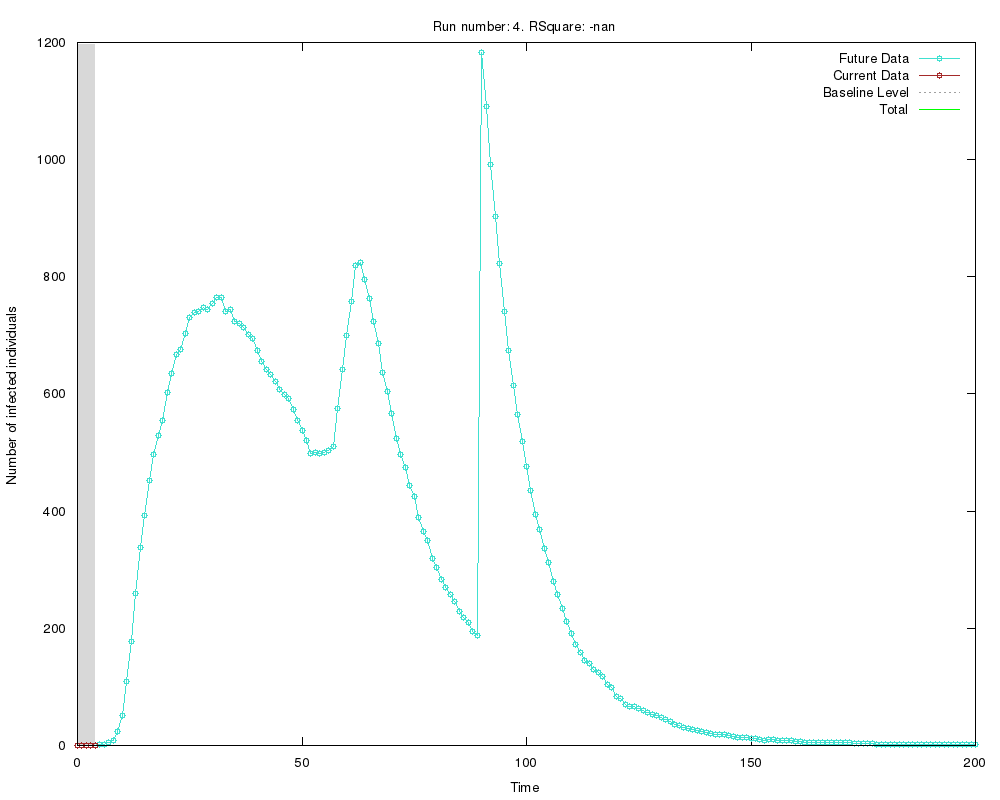 Run number: 4. RSquare: -nan
1200
1000
800
600
400
200
0
Number of infected individuals
Future Data
Current Data
Baseline Level
Total
0 50 100 150 200
Time